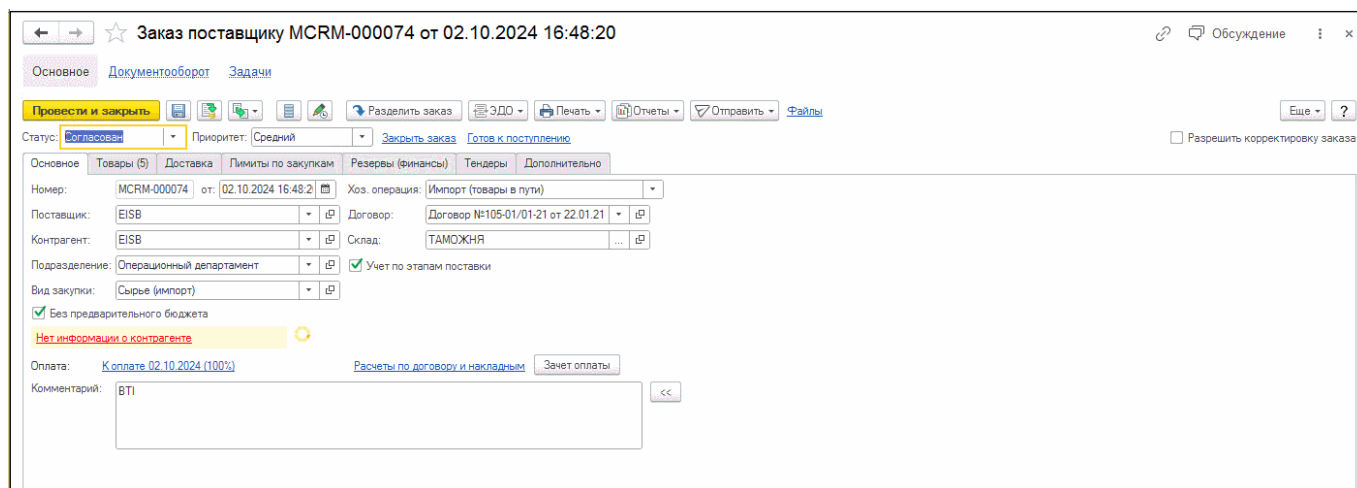 Заказ поставщику MCRM-000074 от 02.10.2024 16:48:20 Обсуждение
Основное Документооборот Задачи
Провести и закрыть Разделить заказ ЭДО Печать Отчеты Отправить Файлы Еще ?
Статус: Согласован Приоритет: Средний Закрыть заказ Готов к поступлению Разрешить корректировку заказа
Основное Товары (5) Доставка Лимиты по закупкам Резервы (финансы) Тендеры Дополнительно
Номер: MCRM-000074 от: 02.10.2024 16:48:2 Хоз. операция: Импорт (товары в пути)
Поставщик: EISB Договор: Договор №105-01/01-21 от 22.01.21
Контрагент: EISB Склад: ТАМОЖНЯ ...
Подразделение: Операционный департамент Учет по этапам поставки
Вид закупки: Сырье (импорт)
Без предварительного бюджета
Нет информации о контрагенте
Оплата: К оплате 02.10.2024 (100%) Расчеты по договору и накладным Зачет оплаты
Комментарий: BTI <<